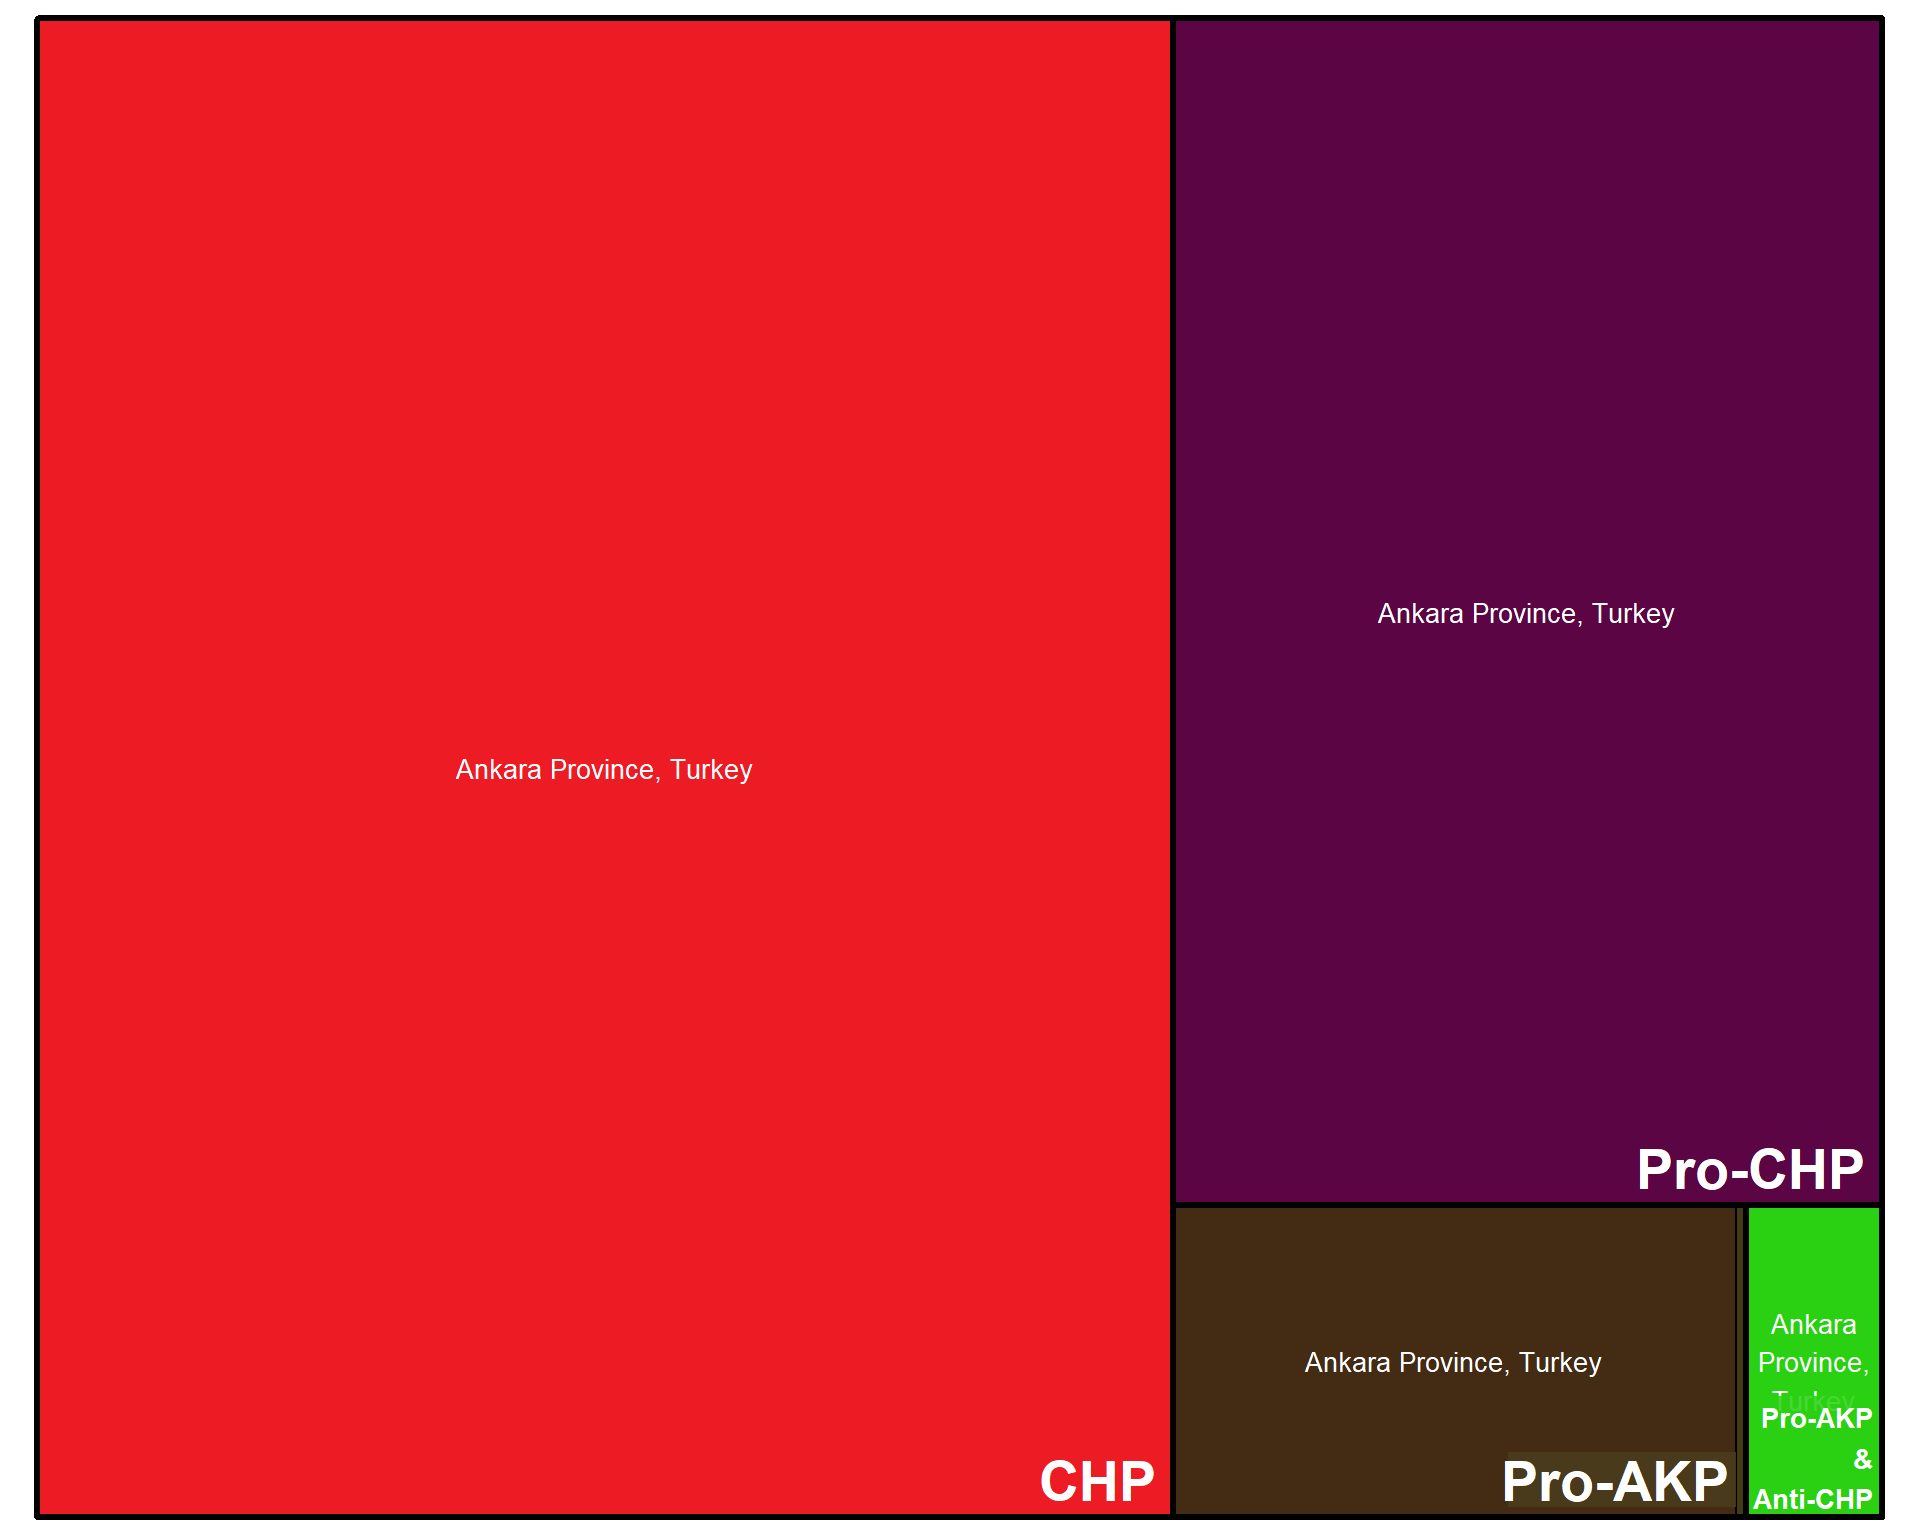 Ankara Province, Turkey
CHP
Ankara Province, Turkey
Pro-CHP
Ankara Province, Turkey
Pro-AKP
Ankara
Province,
Turkey
Pro-AKP
&
Anti-CHP